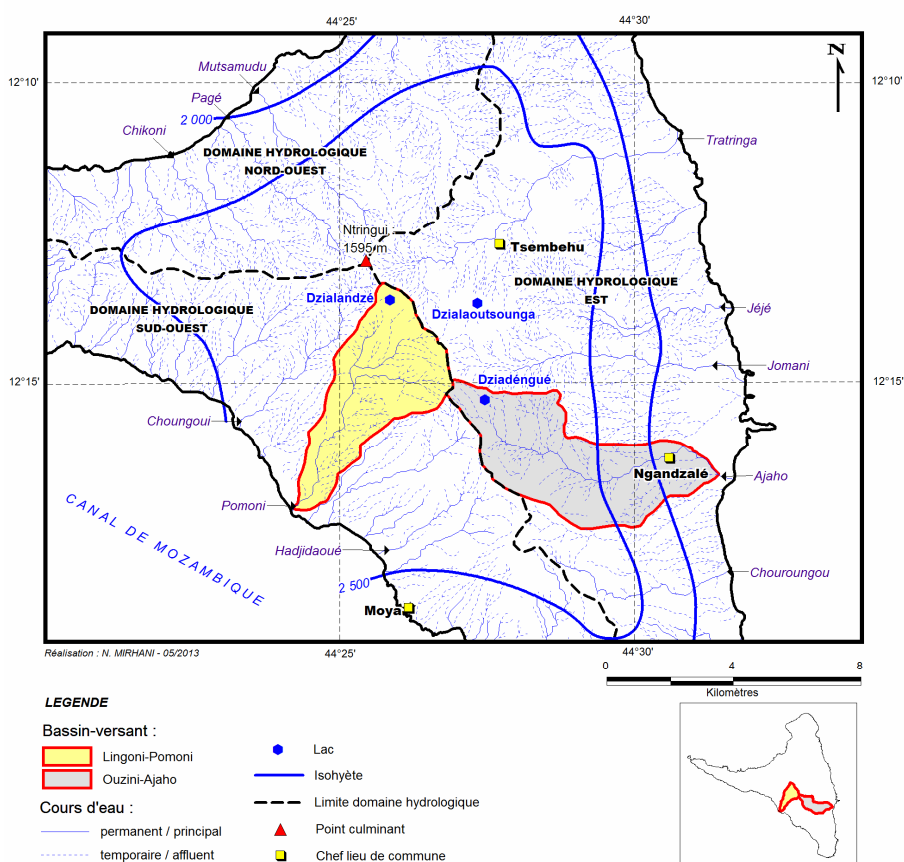 44°25'
44°30'
12°10'
12°10'
N
Mutsamudu
Pagé
2 000
Chikoni
Tratringa
DOMAINE HYDROLOGIQUE
NORD-OUEST
Ntringui
1595 m
Tsembehu
DOMAINE HYDROLOGIQUE
EST
Dzialandzé
Dzialaoutsounga
DOMAINE HYDROLOGIQUE
SUD-OUEST
Jéjé
Jomani
12°15'
12°15'
Dziadéngué
Choungoui
Ngandzalé
Ajaho
Pomoni
CANAL DE MOZAMBIQUE
Hadjidaoué
Chouroungou
2 500
Moya
Réalisation : N. MIRHANI - 05/2013
44°25'
44°30'
0 4 8
Kilomètres
LEGENDE
Bassin-versant :
Lingoni-Pomoni
Ouzini-Ajaho
Cours d'eau :
permanent / principal
temporaire / affluent
Lac
Isohyète
Limite domaine hydrologique
Point culminant
Chef lieu de commune